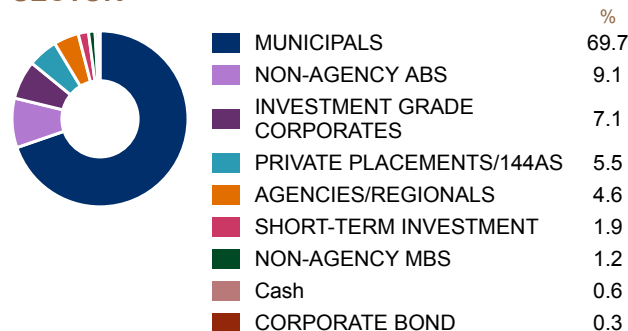 %
MUNICIPALS 69.7
NON-AGENCY ABS 9.1
INVESTMENT GRADE
CORPORATES 7.1
PRIVATE PLACEMENTS/144AS 5.5
AGENCIES/REGIONALS 4.6
SHORT-TERM INVESTMENT 1.9
NON-AGENCY MBS 1.2
Cash 0.6
CORPORATE BOND 0.3